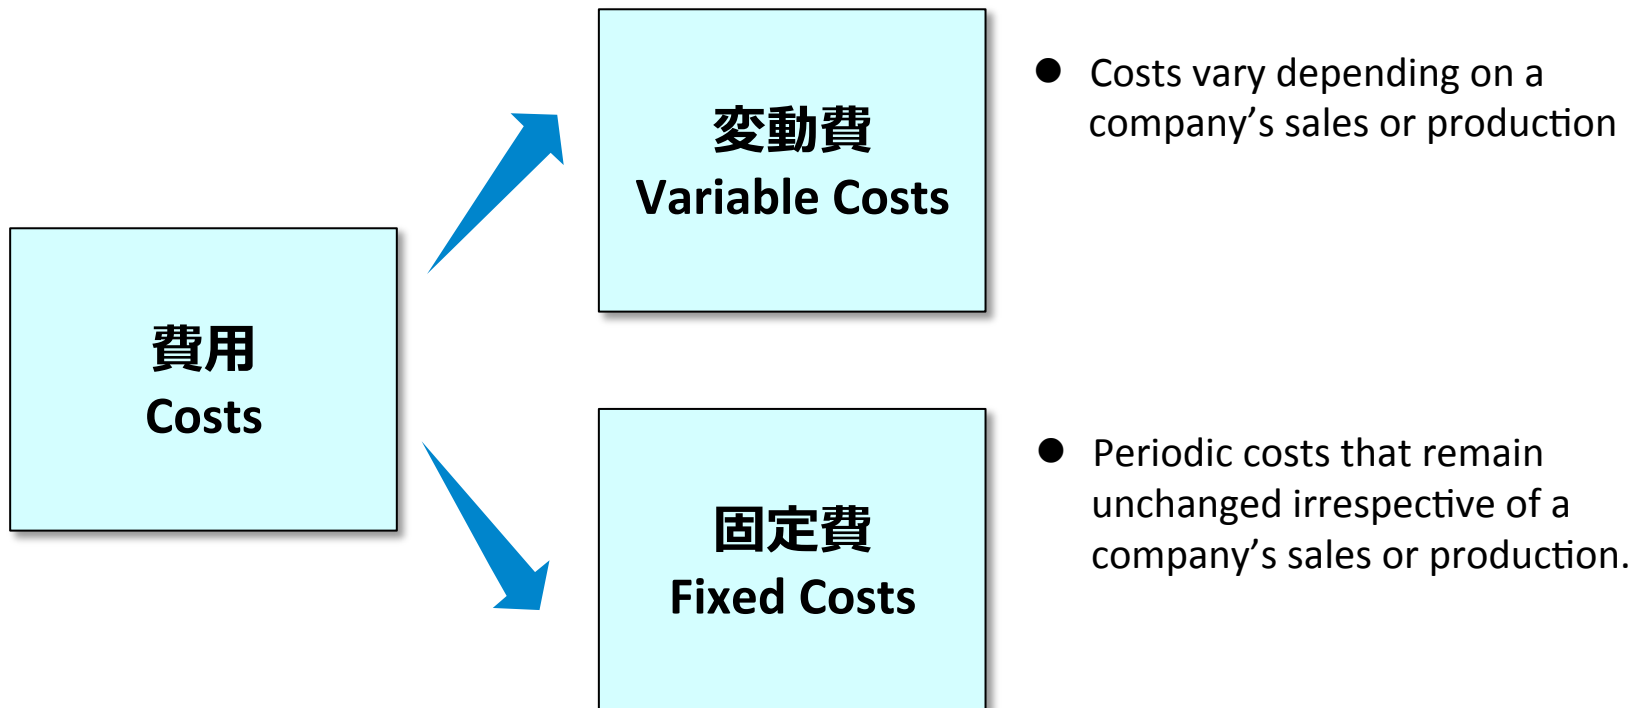 変動費
Variable Costs
● Costs vary depending on a
company’s sales or production
費用
Costs
固定費
Fixed Costs
● Periodic costs that remain
unchanged irrespective of a
company’s sales or production.